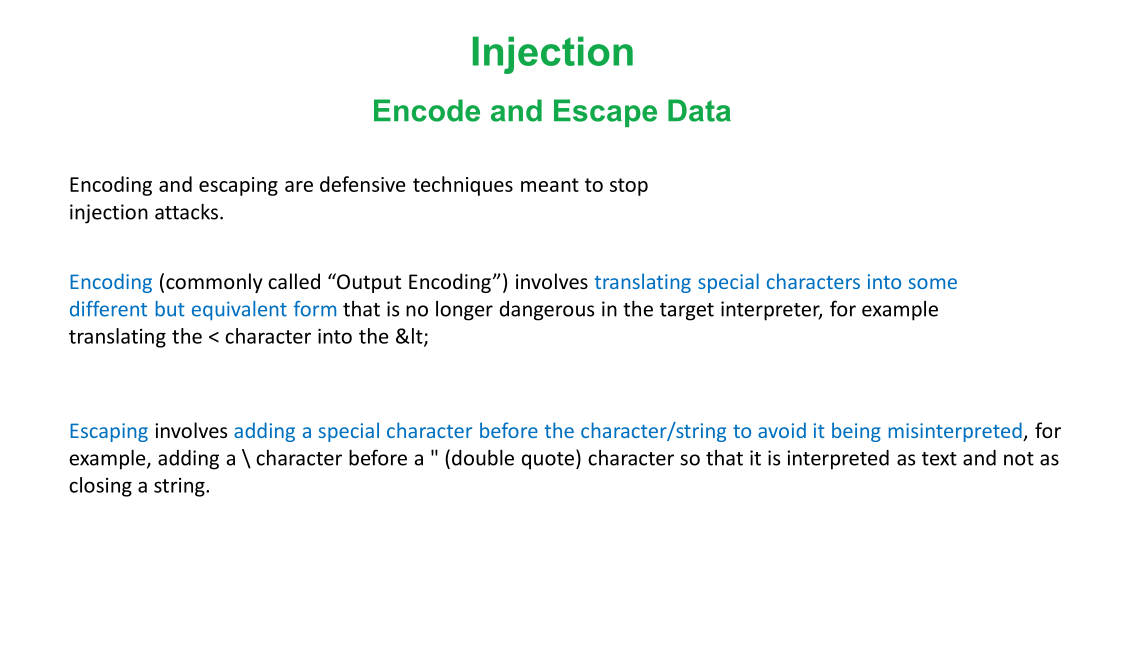 Injection
Encode and Escape Data
Encoding and escaping are defensive techniques meant to stop
injection attacks.
Encoding (commonly called “Output Encoding”) involves translating special characters into some
different but equivalent form that is no longer dangerous in the target interpreter, for example
translating the < character into the &lt;
Escaping involves adding a special character before the character/string to avoid it being misinterpreted, for
example, adding a \ character before a " (double quote) character so that it is interpreted as text and not as
closing a string.